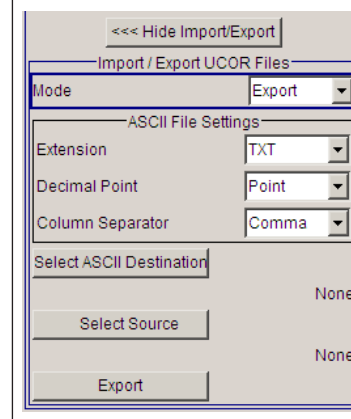 <<< Hide Import/Export
Import / Export UCOR Files
Mode Export
ASCII File Settings
Extension TXT
Decimal Point Point
Column Separator Comma
Select ASCII Destination
None
Select Source
None
Export